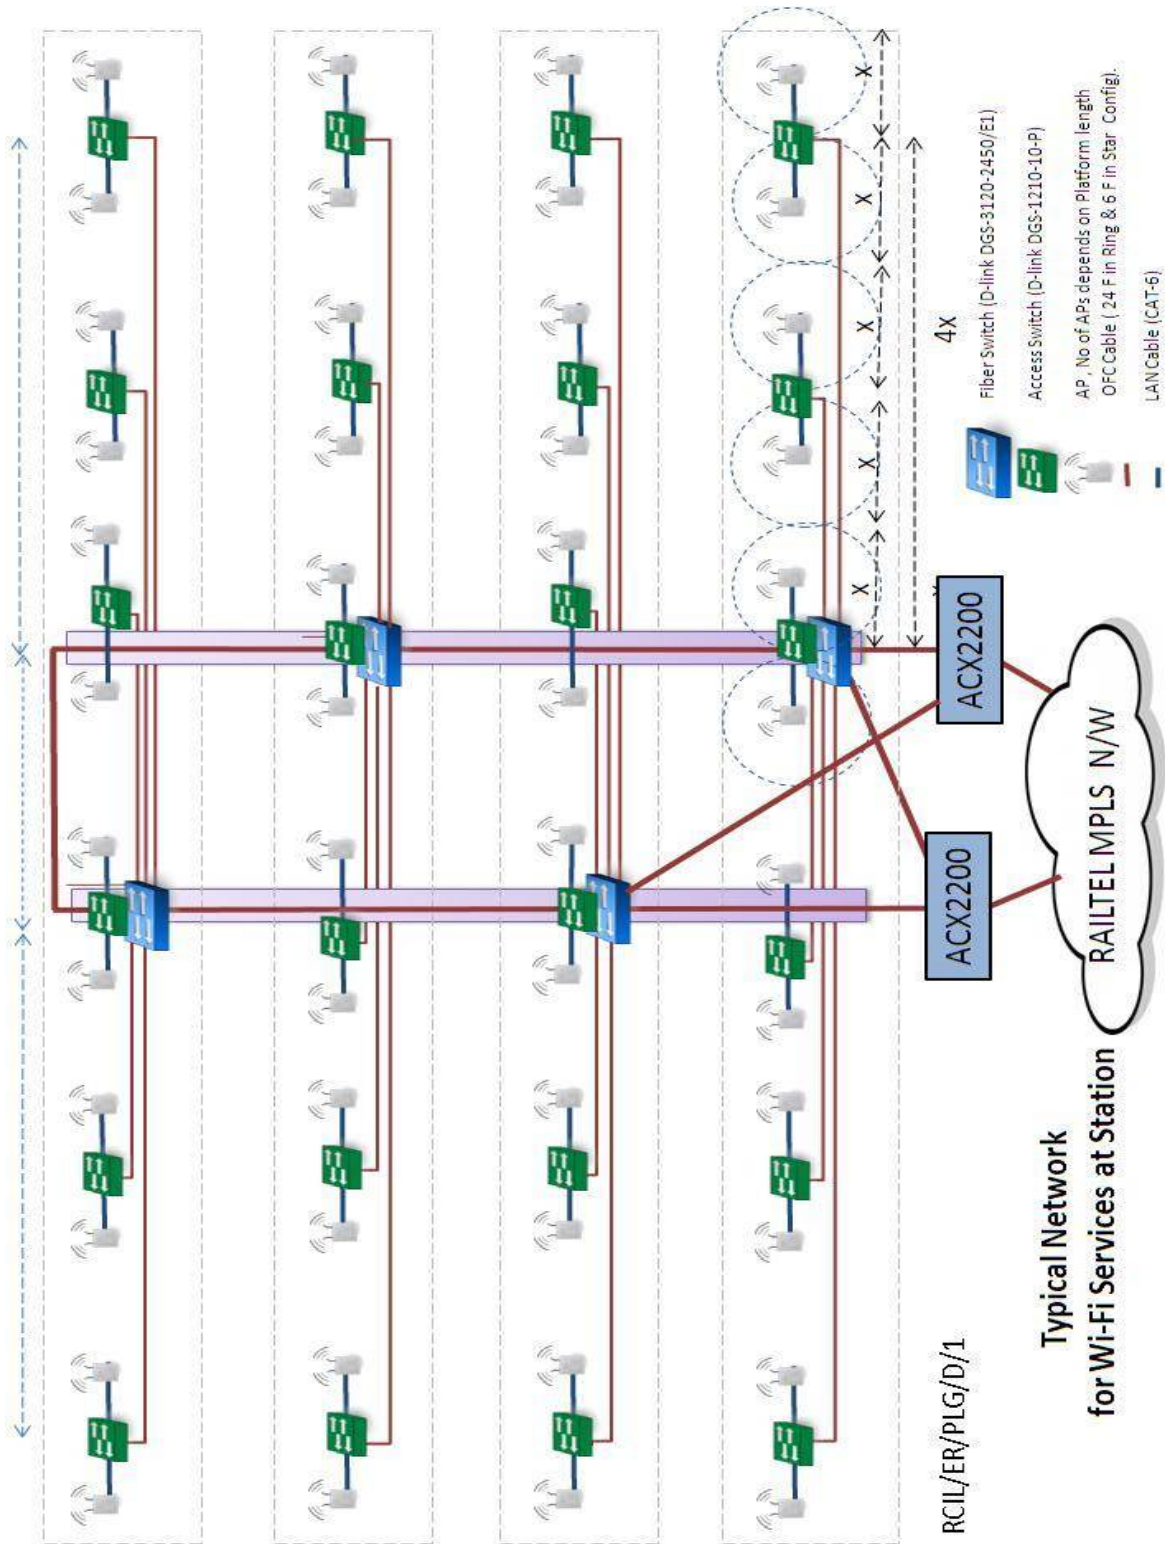 X
X
X
X
X
4x
Fiber Switch (D-link DGS-3120-2450/E1)
Access Switch (D-link DGS-1210-10-P)
AP , No of APs depends on Platform length
OFC Cable ( 24 F in Ring & 6 F in Star Config).
LAN Cable (CAT-6)
ACX2200
ACX2200
RAILTEL MPLS N/W
RCIL/ER/PLG/D/1
Typical Network
for Wi-Fi Services at Station